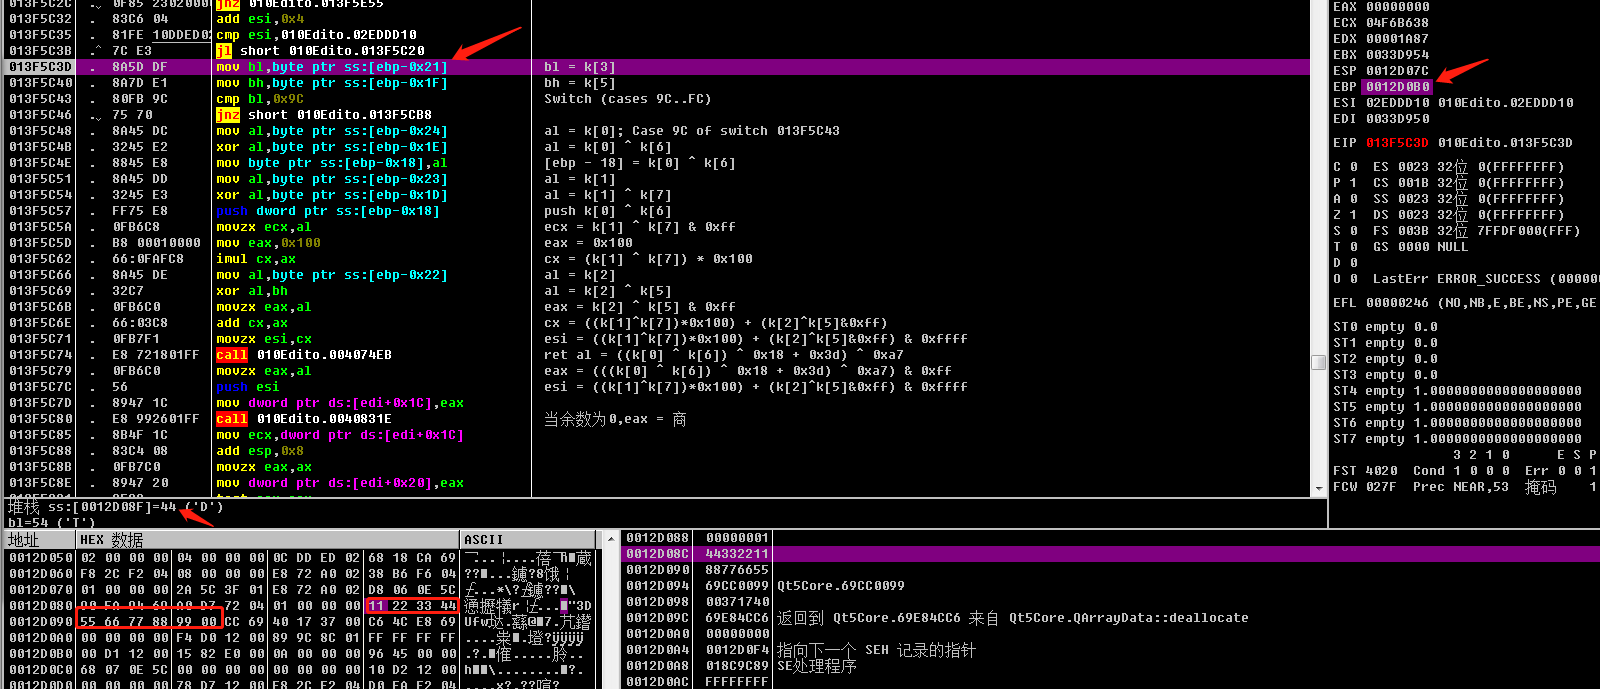 013F5C2C . 0F85 23020000 jnz 010Edito.013F5E55
013F5C32 . 83C6 04 add esi,0x4
013F5C35 . 81FE 10DDED02 cmp esi,010Edito.02EDDD10
013F5C3B .^ 7C E3 jl short 010Edito.013F5C20
013F5C3D . 8A5D DF mov bl,byte ptr ss:[ebp-0x21] bl = k[3]
013F5C40 . 8A7D E1 mov bh,byte ptr ss:[ebp-0x1F] bh = k[5]
013F5C43 . 80FB 9C cmp bl,0x9C Switch (cases 9C..FC)
013F5C46 . 75 70 jnz short 010Edito.013F5CB8
013F5C48 . 8A45 DC mov al,byte ptr ss:[ebp-0x24] al = k[0]; Case 9C of switch 013F5C43
013F5C4B . 3245 E2 xor al,byte ptr ss:[ebp-0x1E] al = k[0] ^ k[6]
013F5C4E . 8845 E8 mov byte ptr ss:[ebp-0x18],al [ebp - 18] = k[0] ^ k[6]
013F5C51 . 8A45 DD mov al,byte ptr ss:[ebp-0x23] al = k[1]
013F5C54 . 3245 E3 xor al,byte ptr ss:[ebp-0x1D] al = k[1] ^ k[7]
013F5C57 . FF75 E8 push dword ptr ss:[ebp-0x18] push k[0] ^ k[6]
013F5C5A . 0FB6C8 movzx ecx,al ecx = k[1] ^ k[7] & 0xff
013F5C5D . B8 00010000 mov eax,0x100 eax = 0x100
013F5C62 . 66:0FAFC8 imul cx,ax cx = (k[1] ^ k[7]) * 0x100
013F5C66 . 8A45 DE mov al,byte ptr ss:[ebp-0x22] al = k[2]
013F5C69 . 32C7 xor al,bh al = k[2] ^ k[5]
013F5C6B . 0FB6C0 movzx eax,al eax = k[2] ^ k[5] & 0xff
013F5C6E . 66:03C8 add cx,ax cx = ((k[1]^k[7])*0x100) + (k[2]^k[5]&0xff)
013F5C71 . 0FB7F1 movzx esi,cx esi = ((k[1]^k[7])*0x100) + (k[2]^k[5]&0xff) & 0xffff
013F5C74 . E8 721801FF call 010Edito.004074EB ret al = ((k[0] ^ k[6]) ^ 0x18 + 0x3d) ^ 0xa7
013F5C79 . 0FB6C0 movzx eax,al eax = (((k[0] ^ k[6]) ^ 0x18 + 0x3d) ^ 0xa7) & 0xff
013F5C7C . 56 push esi esi = ((k[1]^k[7])*0x100) + (k[2]^k[5]&0xff) & 0xffff
013F5C7D . 8947 1C mov dword ptr ds:[edi+0x1C],eax
013F5C80 . E8 992601FF call 010Edito.0040831E 当余数为0,eax = 商
013F5C85 . 8B4F 1C mov ecx,dword ptr ds:[edi+0x1C]
013F5C88 . 83C4 08 add esp,0x8
013F5C8B . 0FB7C0 movzx eax,ax
013F5C8E . 8947 20 mov dword ptr ds:[edi+0x20],eax
堆栈 ss:[0012D08F]=44 ('D')
bl=54 ('T')
EAX 00000000
ECX 04F6B638
EDX 00001A87
EBX 0033D954
ESP 0012D07C
EBP 0012D0B0
ESI 02EDDD10 010Edito.02EDDD10
EDI 0033D950
EIP 013F5C3D 010Edito.013F5C3D
C 0 ES 0023 32位 0(FFFFFFFF)
P 1 CS 001B 32位 0(FFFFFFFF)
A 0 SS 0023 32位 0(FFFFFFFF)
Z 1 DS 0023 32位 0(FFFFFFFF)
S 0 FS 003B 32位 7FFDF000(FFF)
T 0 GS 0000 NULL
D 0
O 0 LastErr ERROR_SUCCESS (000000
EFL 00000246 (NO,NB,E,BE,NS,PE,GE
ST0 empty 0.0
ST1 empty 0.0
ST2 empty 0.0
ST3 empty 0.0
ST4 empty 1.0000000000000000000
ST5 empty 1.0000000000000000000
ST6 empty 1.0000000000000000000
ST7 empty 1.0000000000000000000
3 2 1 0 E S P
FST 4020 Cond 1 0 0 0 Err 0 0 1
FCW 027F Prec NEAR,53 掩码 1
地址 HEX 数据 ASCII
0012D050 02 00 00 00 04 00 00 00 0C DD ED 02 68 18 CA 69
0012D060 F8 2C F2 04 08 00 00 00 E8 72 A0 02 38 B6 F6 04
0012D070 01 00 00 00 2A 5C 3F 01 E8 72 A0 02 D8 06 0E 5C
0012D080 72 04 01 00 00 00 11 22 33 44
0012D090 55 66 77 88 99 00 CC 69 40 17 37 00 C6 4C E8 69
0012D0A0 00 00 00 00 F4 D0 12 00 89 9C 8C 01 FF FF FF FF
0012D0B0 00 D1 12 00 15 82 E0 00 0A 00 00 00 96 45 00 00
0012D0C0 68 07 0E 5C 00 00 00 00 00 00 00 00 10 D2 12 00
0012D0D0 00 00 00 00 78 D7 12 00 E8 2C F2 04 D0 EA F2 04
0012D088 00000001
0012D08C 44332211
0012D090 88776655
0012D094 69CC0099 Qt5Core.69CC0099
0012D098 00371740
0012D09C 69E84CC6 返回到 Qt5Core.69E84CC6 来自 Qt5Core.QArrayData::deallocate
0012D0A0 00000000
0012D0A4 0012D0F4 指向下一个 SEH 记录的指针
0012D0A8 018C9C89 SE处理程序
0012D0AC FFFFFFFF